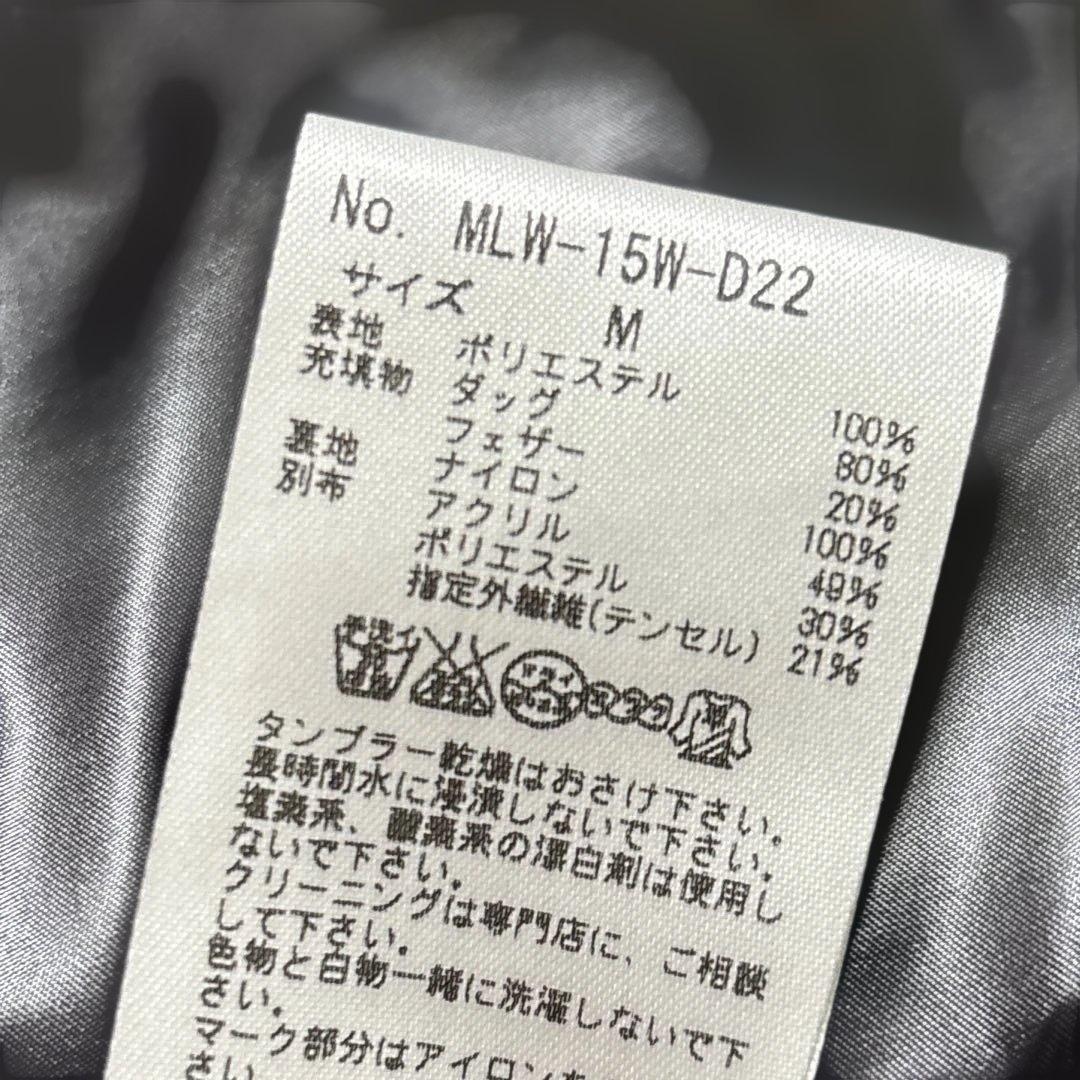 No. MLW-15W-D22
サイズ M
表地 ポリエステル 100%
充填物 ダック 80%
フェザー 20%
裏地 ナイロン 100%
別布 アクリル 49%
ポリエステル 30%
指定外繊維(テンセル) 21%
手洗イ
ドライ
タンブラー乾燥はおさけ下さい。
長時間水に浸漬しないで下さい。
塩素系、酸素系の漂白剤は使用し
ないで下さい。
クリーニングは専門店に、ご相談
して下さい。
色物と白物一緒に洗濯しないで下
さい。
マーク部分はアイロン
さい